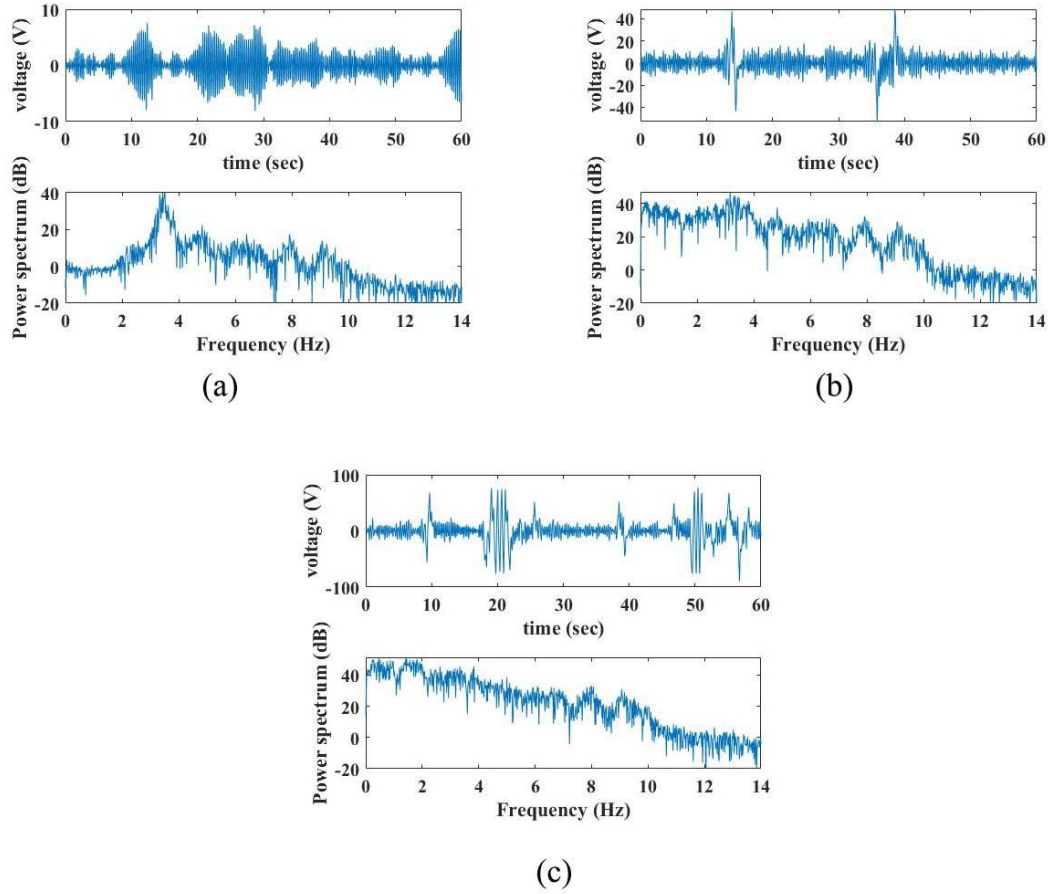 voltage (V)
10
0
-10
0 10 20 30 40 50 60
time (sec)
Power spectrum (dB)
40
20
0
-20
0 2 4 6 8 10 12 14
Frequency (Hz)
(a)
voltage (V)
40
20
0
-20
-40
0 10 20 30 40 50 60
time (sec)
Power spectrum (dB)
40
20
0
-20
0 2 4 6 8 10 12 14
Frequency (Hz)
(b)
voltage (V)
100
0
-100
0 10 20 30 40 50 60
time (sec)
Power spectrum (dB)
40
20
0
-20
0 2 4 6 8 10 12 14
Frequency (Hz)
(c)